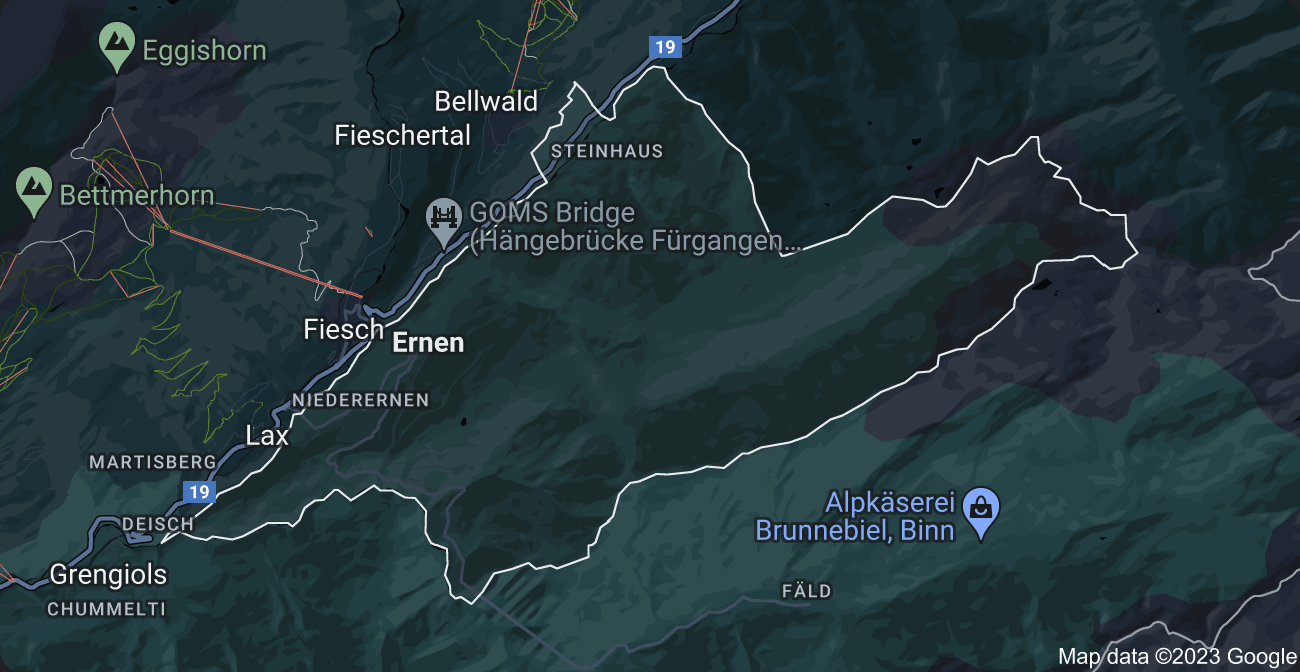 19
Eggishorn
Bellwald
Fieschertal
STEINHAUS
Bettmerhorn
GOMS Bridge
(Hängebrücke Fürgangen...
Fiesch
Ernen
NIEDERERNEN
Lax
MARTISBERG
19
Alpkäserei
Brunnebiel, Binn
DEISCH
Grengiols
FÄLD
CHUMMELTI
Map data ©2023 Google